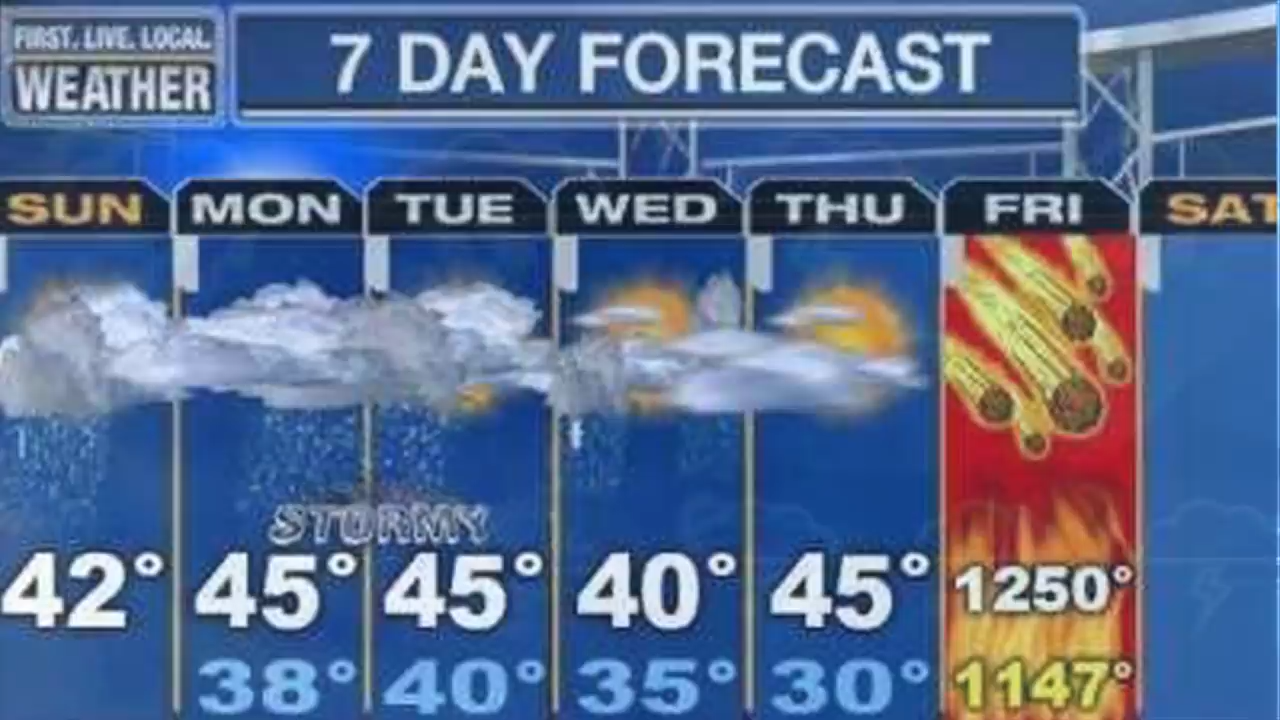 FIRST. LIVE. LOCAL.
WEATHER
7 DAY FORECAST
SUN MON TUE WED THU FRI SAT
STORMY
42° 45° 45° 40° 45° 1250°
38° 40° 35° 30° 1147°